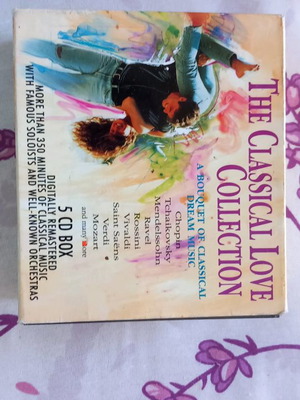 THE CLASSICAL LOVE
COLLECTION
A BOUQUET OF CLASSICAL
DREAM MUSIC
Chopin
Tchaikovsky
Mendelssohn
Ravel
Rossini
Vivaldi
Saint Saëns
Verdi
Mozart
and many more
5 CD BOX
DIGITALLY REMASTERED
MORE THAN 350 MINUTES OF CLASSICAL MUSIC
WITH FAMOUS SOLOISTS AND WELL-KNOWN ORCHESTRAS